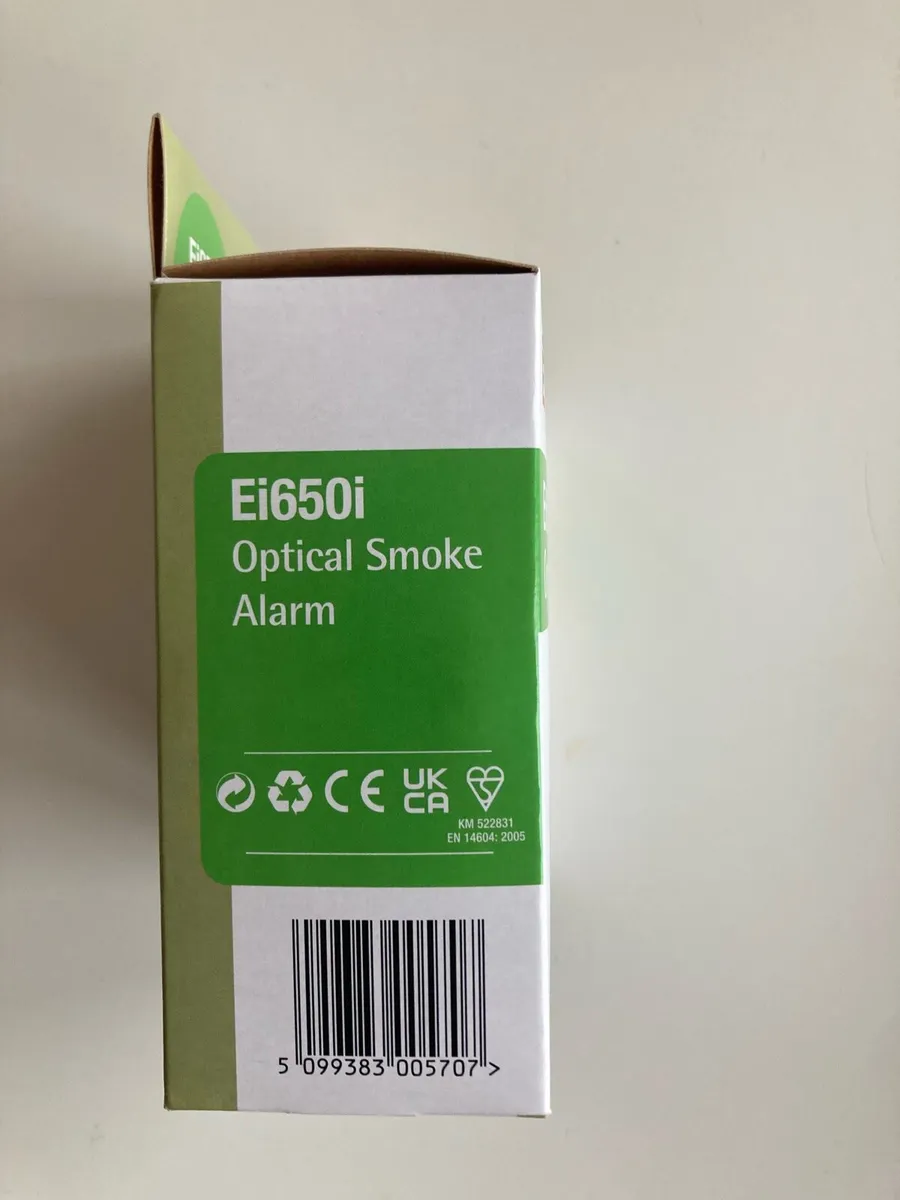 Ei650i
Optical Smoke
Alarm
CE
UK
CA
KM 522831
EN 14604: 2005
5 099383 005707 >